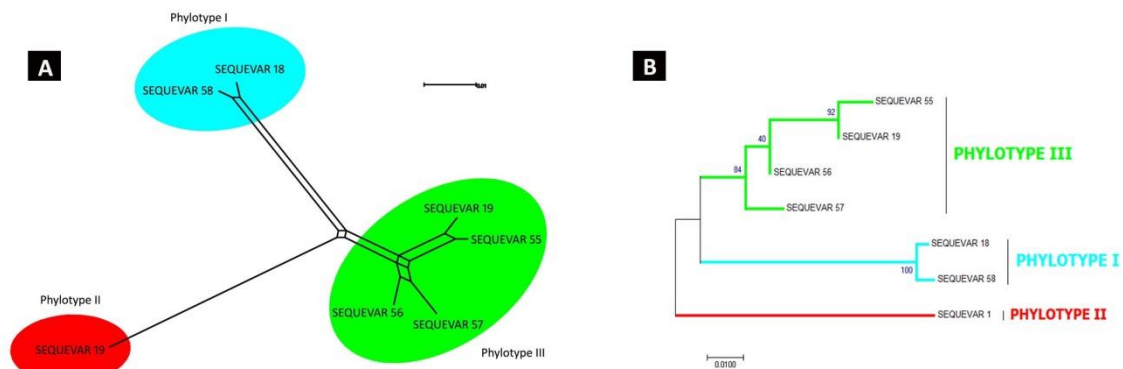 A
Phylotype I
SEQUEVAR 18
SEQUEVAR 58
0.01
SEQUEVAR 19
SEQUEVAR 55
SEQUEVAR 56
SEQUEVAR 57
Phylotype III
Phylotype II
SEQUEVAR 19
B
92
SEQUEVAR 55
SEQUEVAR 19
40
SEQUEVAR 56
84
SEQUEVAR 57
PHYLOTYPE III
SEQUEVAR 18
100
SEQUEVAR 58
PHYLOTYPE I
SEQUEVAR 1
PHYLOTYPE II
0.0100